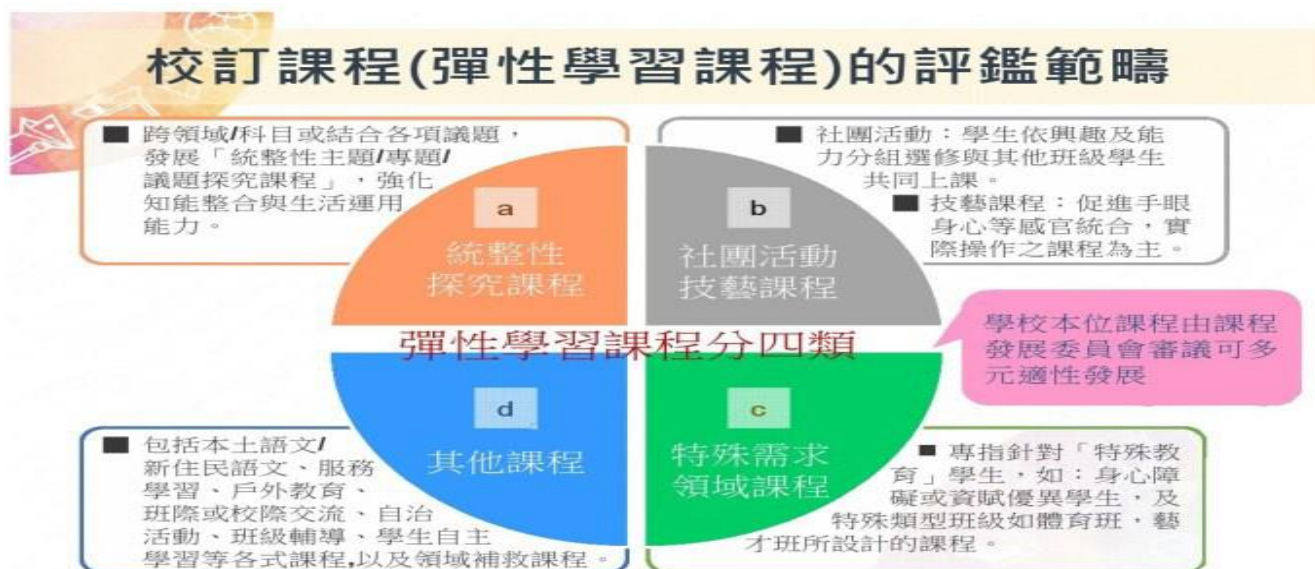 校訂課程(彈性學習課程)的評鑑範疇
■ 跨領域/科目或結合各項議題，
發展「統整性主題/專題/
議題探究課程」，強化
知能整合與生活運用
能力。
a
統整性
探究課程
■ 社團活動：學生依興趣及能
力分組選修與其他班級學生
共同上課。
■ 技藝課程：促進手眼
身心等感官統合，實
際操作之課程為主。
b
社團活動
技藝課程
彈性學習課程分四類
學校本位課程由課程
發展委員會審議可多
元適性發展
d
其他課程
■ 包括本土語文/
新住民語文、服務
學習、戶外教育、
班際或校際交流、自治
活動、班級輔導、學生自主
學習等各式課程,以及領域補救課程。
c
特殊需求
領域課程
■ 專指針對「特殊教
育」學生，如：身心障
礙或資賦優異學生，及
特殊類型班級如體育班，藝
才班所設計的課程。